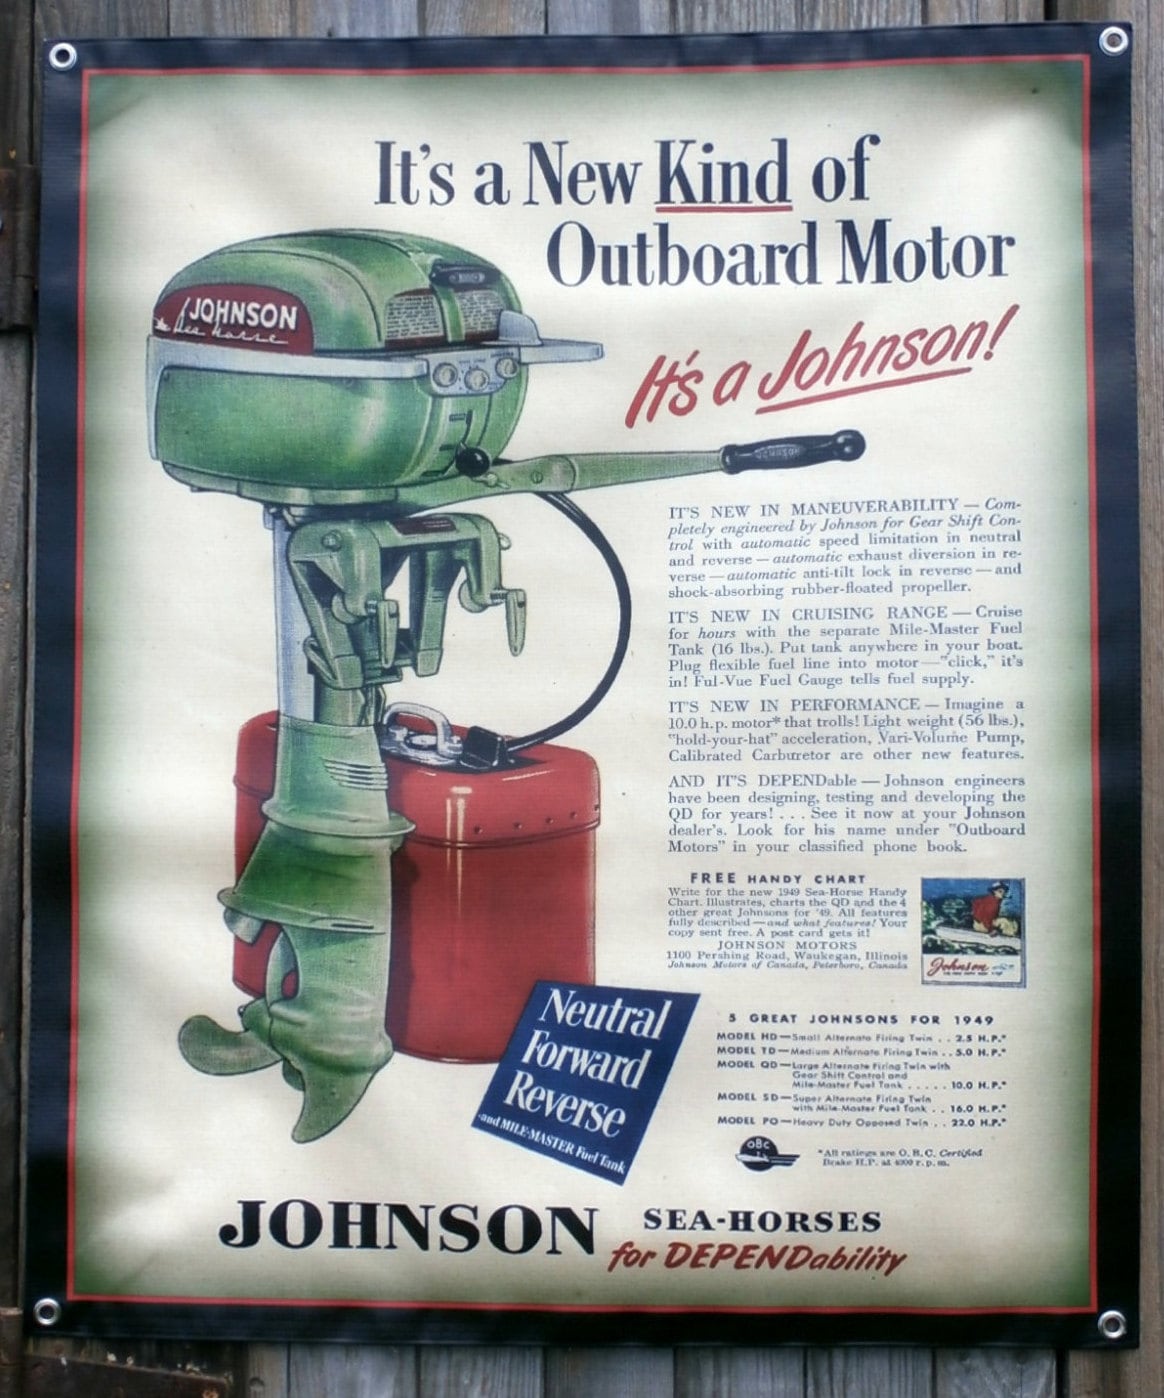 It's a New Kind of
Outboard Motor
It's a Johnson!
JOHNSON
Sea Horse
Johnson
IT'S NEW IN MANEUVERABILITY — Com-
pletely engineered by Johnson for Gear Shift Con-
trol with automatic speed limitation in neutral
and reverse — automatic exhaust diversion in re-
verse — automatic anti-tilt lock in reverse — and
shock-absorbing rubber-floated propeller.
IT'S NEW IN CRUISING RANGE — Cruise
for hours with the separate Mile-Master Fuel
Tank (16 lbs.). Put tank anywhere in your boat.
Plug flexible fuel line into motor — "click," it's
in! Ful-Vue Fuel Gauge tells fuel supply.
IT'S NEW IN PERFORMANCE — Imagine a
10.0 h.p. motor* that trolls! Light weight (56 lbs.),
"hold-your-hat" acceleration, Vari-Volume Pump,
Calibrated Carburetor are other new features.
AND IT'S DEPENDable — Johnson engineers
have been designing, testing and developing the
QD for years! . . . See it now at your Johnson
dealer's. Look for his name under "Outboard
Motors" in your classified phone book.
FREE HANDY CHART
Write for the new 1949 Sea-Horse Handy
Chart. Illustrates, charts the QD and the 4
other great Johnsons for '49. All features
fully described — and what features! Your
copy sent free. A post card gets it!
JOHNSON MOTORS
1100 Pershing Road, Waukegan, Illinois
Johnson Motors of Canada, Peterboro, Canada
Johnson
Neutral
Forward
Reverse
-and MILE-MASTER Fuel Tank
5 GREAT JOHNSONS FOR 1949
MODEL HD — Small Alternate Firing Twin . . 2.5 H.P.*
MODEL TD — Medium Alternate Firing Twin . . 5.0 H.P.*
MODEL QD — Large Alternate Firing Twin with
Gear Shift Control and
Mile-Master Fuel Tank . . . . . 10.0 H.P.*
MODEL SD — Super Alternate Firing Twin
with Mile-Master Fuel Tank . . 16.0 H.P.*
MODEL PO — Heavy Duty Opposed Twin . . 22.0 H.P.*
OBC
*All ratings are O. B. C. Certified
Brake H.P. at 4000 r. p. m.
JOHNSON SEA-HORSES
for DEPENDability